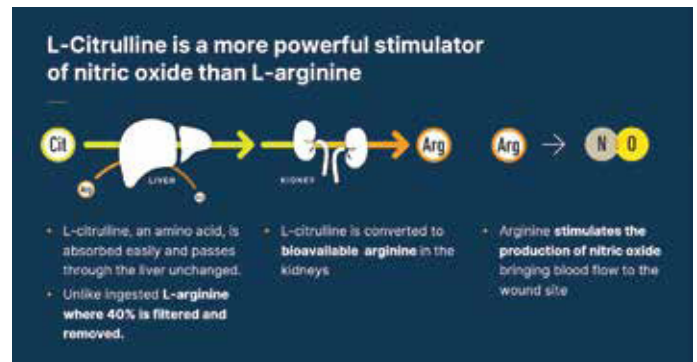 L-Citrulline is a more powerful stimulator
of nitric oxide than L-arginine
Cit
Arg
LIVER
KIDNEY
Arg
Arg
N
O
• L-citrulline, an amino acid, is
absorbed easily and passes
through the liver unchanged.
• Unlike ingested L-arginine
where 40% is filtered and
removed.
• L-citrulline is converted to
bioavailable arginine in the
kidneys
• Arginine stimulates the
production of nitric oxide
bringing blood flow to the
wound site